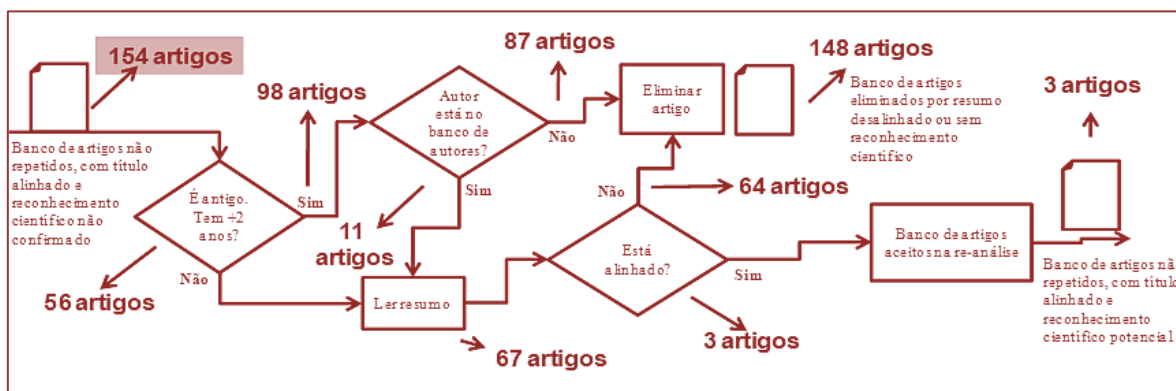 154 artigos
Banco de artigos não
repetidos, com título
alinhado e
reconhecimento
científico não
confirmado
98 artigos
É antigo.
Tem +2
anos?
Sim
Não
56 artigos
Autor
está no
banco de
autores?
87 artigos
Não
Sim
11
artigos
Ler resumo
67 artigos
Eliminar
artigo
148 artigos
Banco de artigos
eliminados por resumo
desalinhado ou sem
reconhecimento
científico
Não
64 artigos
Está
alinhado?
Sim
3 artigos
Banco de artigos
aceitos na re-análise
3 artigos
Banco de artigos nã
repetidos, com título
alinhado e
reconhecimento
científico potencial